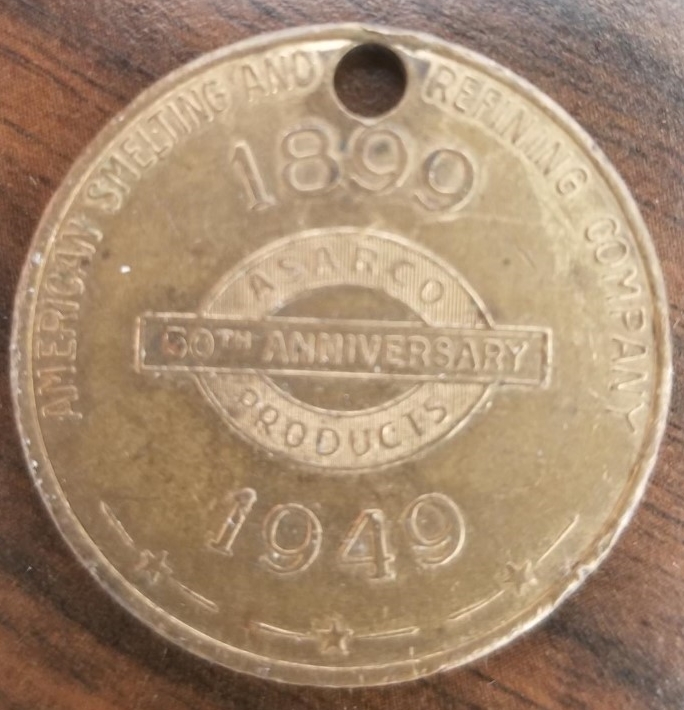 AMERICAN SMELTING AND REFINING COMPANY
1899
ASARCO
50TH ANNIVERSARY
PRODUCTS
1949